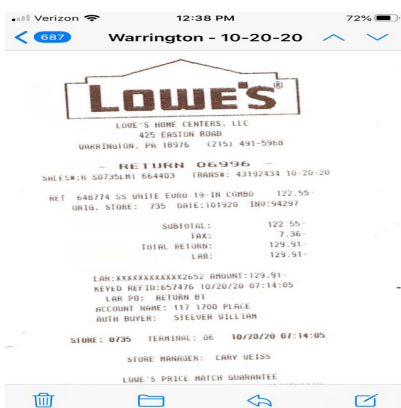 Verizon 12:38 PM 72%
687 Warrington - 10-20-20
LOWE'S
LOWE'S HOME CENTERS, LLC
425 EASTON ROAD
WARRINGTON, PA 18976 (215) 491-5968
- RETURN 06996 -
SALES#: TRANS#: 43192434 10-20-20
RET 646774 SS WHITE EURO 19-IN COMBO 122.55-
ORIG. STORE: 735 DATE:101920 INV:94297
SUBTOTAL: 122.55-
TAX: 7.36-
TOTAL RETURN: 129.91-
LAR: 129.91-
LAR:XXXXXXXXXXXX2652 AMOUNT:129.91-
KEYED REFID:657476 10/20/20 07:14:05
LAR PO: RETURN B1
ACCOUNT NAME: 117 1700 PLACE
AUTH BUYER: STEEVER WILLIAM
STORE: 0735 TERMINAL: 06 10/20/20 07:14:05
STORE MANAGER: CARY WEISS
LOWE'S PRICE MATCH GUARANTEE